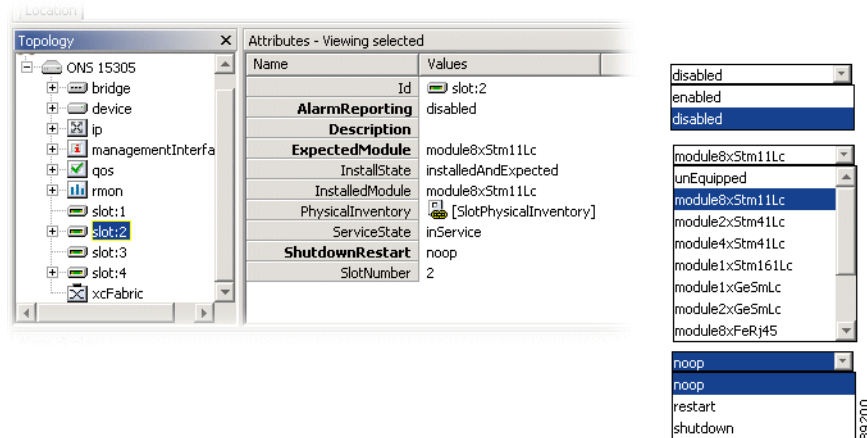 Location
Topology
ONS 15305
bridge
device
ip
managementInterfa
qos
rmon
slot:1
slot:2
slot:3
slot:4
xcFabric
Attributes - Viewing selected
Name Values
Id slot:2
AlarmReporting disabled
Description
ExpectedModule module8xStm11Lc
InstallState installedAndExpected
InstalledModule module8xStm11Lc
PhysicalInventory [SlotPhysicalInventory]
ServiceState inService
ShutdownRestart noop
SlotNumber 2
disabled
enabled
disabled
module8xStm11Lc
unEquipped
module8xStm11Lc
module2xStm41Lc
module4xStm41Lc
module1xStm161Lc
module1xGeSmLc
module2xGeSmLc
module8xFeRj45
noop
noop
restart
shutdown